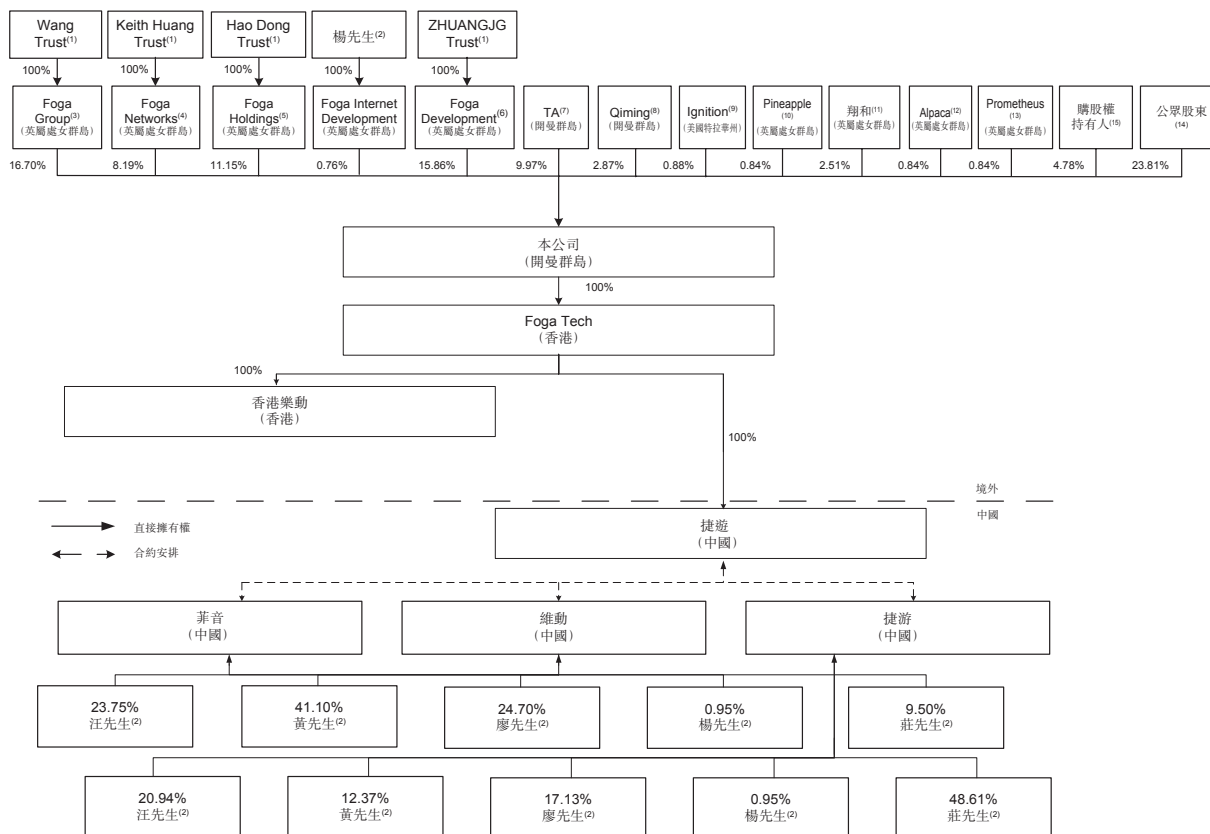 Wang
Trust(1)
Keith Huang
Trust(1)
Hao Dong
Trust(1)
楊先生(2)
ZHUANGJG
Trust(1)
100%
100%
100%
100%
100%
Foga
Group(3)
(英屬處女群島)
Foga
Networks(4)
(英屬處女群島)
Foga
Holdings(5)
(英屬處女群島)
Foga Internet
Development
(英屬處女群島)
Foga
Development(6)
(英屬處女群島)
TA(7)
(開曼群島)
Qiming(8)
(開曼群島)
Ignition(9)
(美國特拉華州)
Pineapple
(10)
(英屬處女群島)
翔和(11)
(英屬處女群島)
Alpaca(12)
(英屬處女群島)
Prometheus
(13)
(英屬處女群島)
購股權
持有人(15)
公眾股東
(14)
16.70%
8.19%
11.15%
0.76%
15.86%
9.97%
2.87%
0.88%
0.84%
2.51%
0.84%
0.84%
4.78%
23.81%
本公司
(開曼群島)
100%
Foga Tech
(香港)
100%
香港樂動
(香港)
100%
境外
中國
直接擁有權
合約安排
捷遊
(中國)
菲音
(中國)
維動
(中國)
捷游
(中國)
23.75%
汪先生(2)
41.10%
黃先生(2)
24.70%
廖先生(2)
0.95%
楊先生(2)
9.50%
莊先生(2)
20.94%
汪先生(2)
12.37%
黃先生(2)
17.13%
廖先生(2)
0.95%
楊先生(2)
48.61%
莊先生(2)